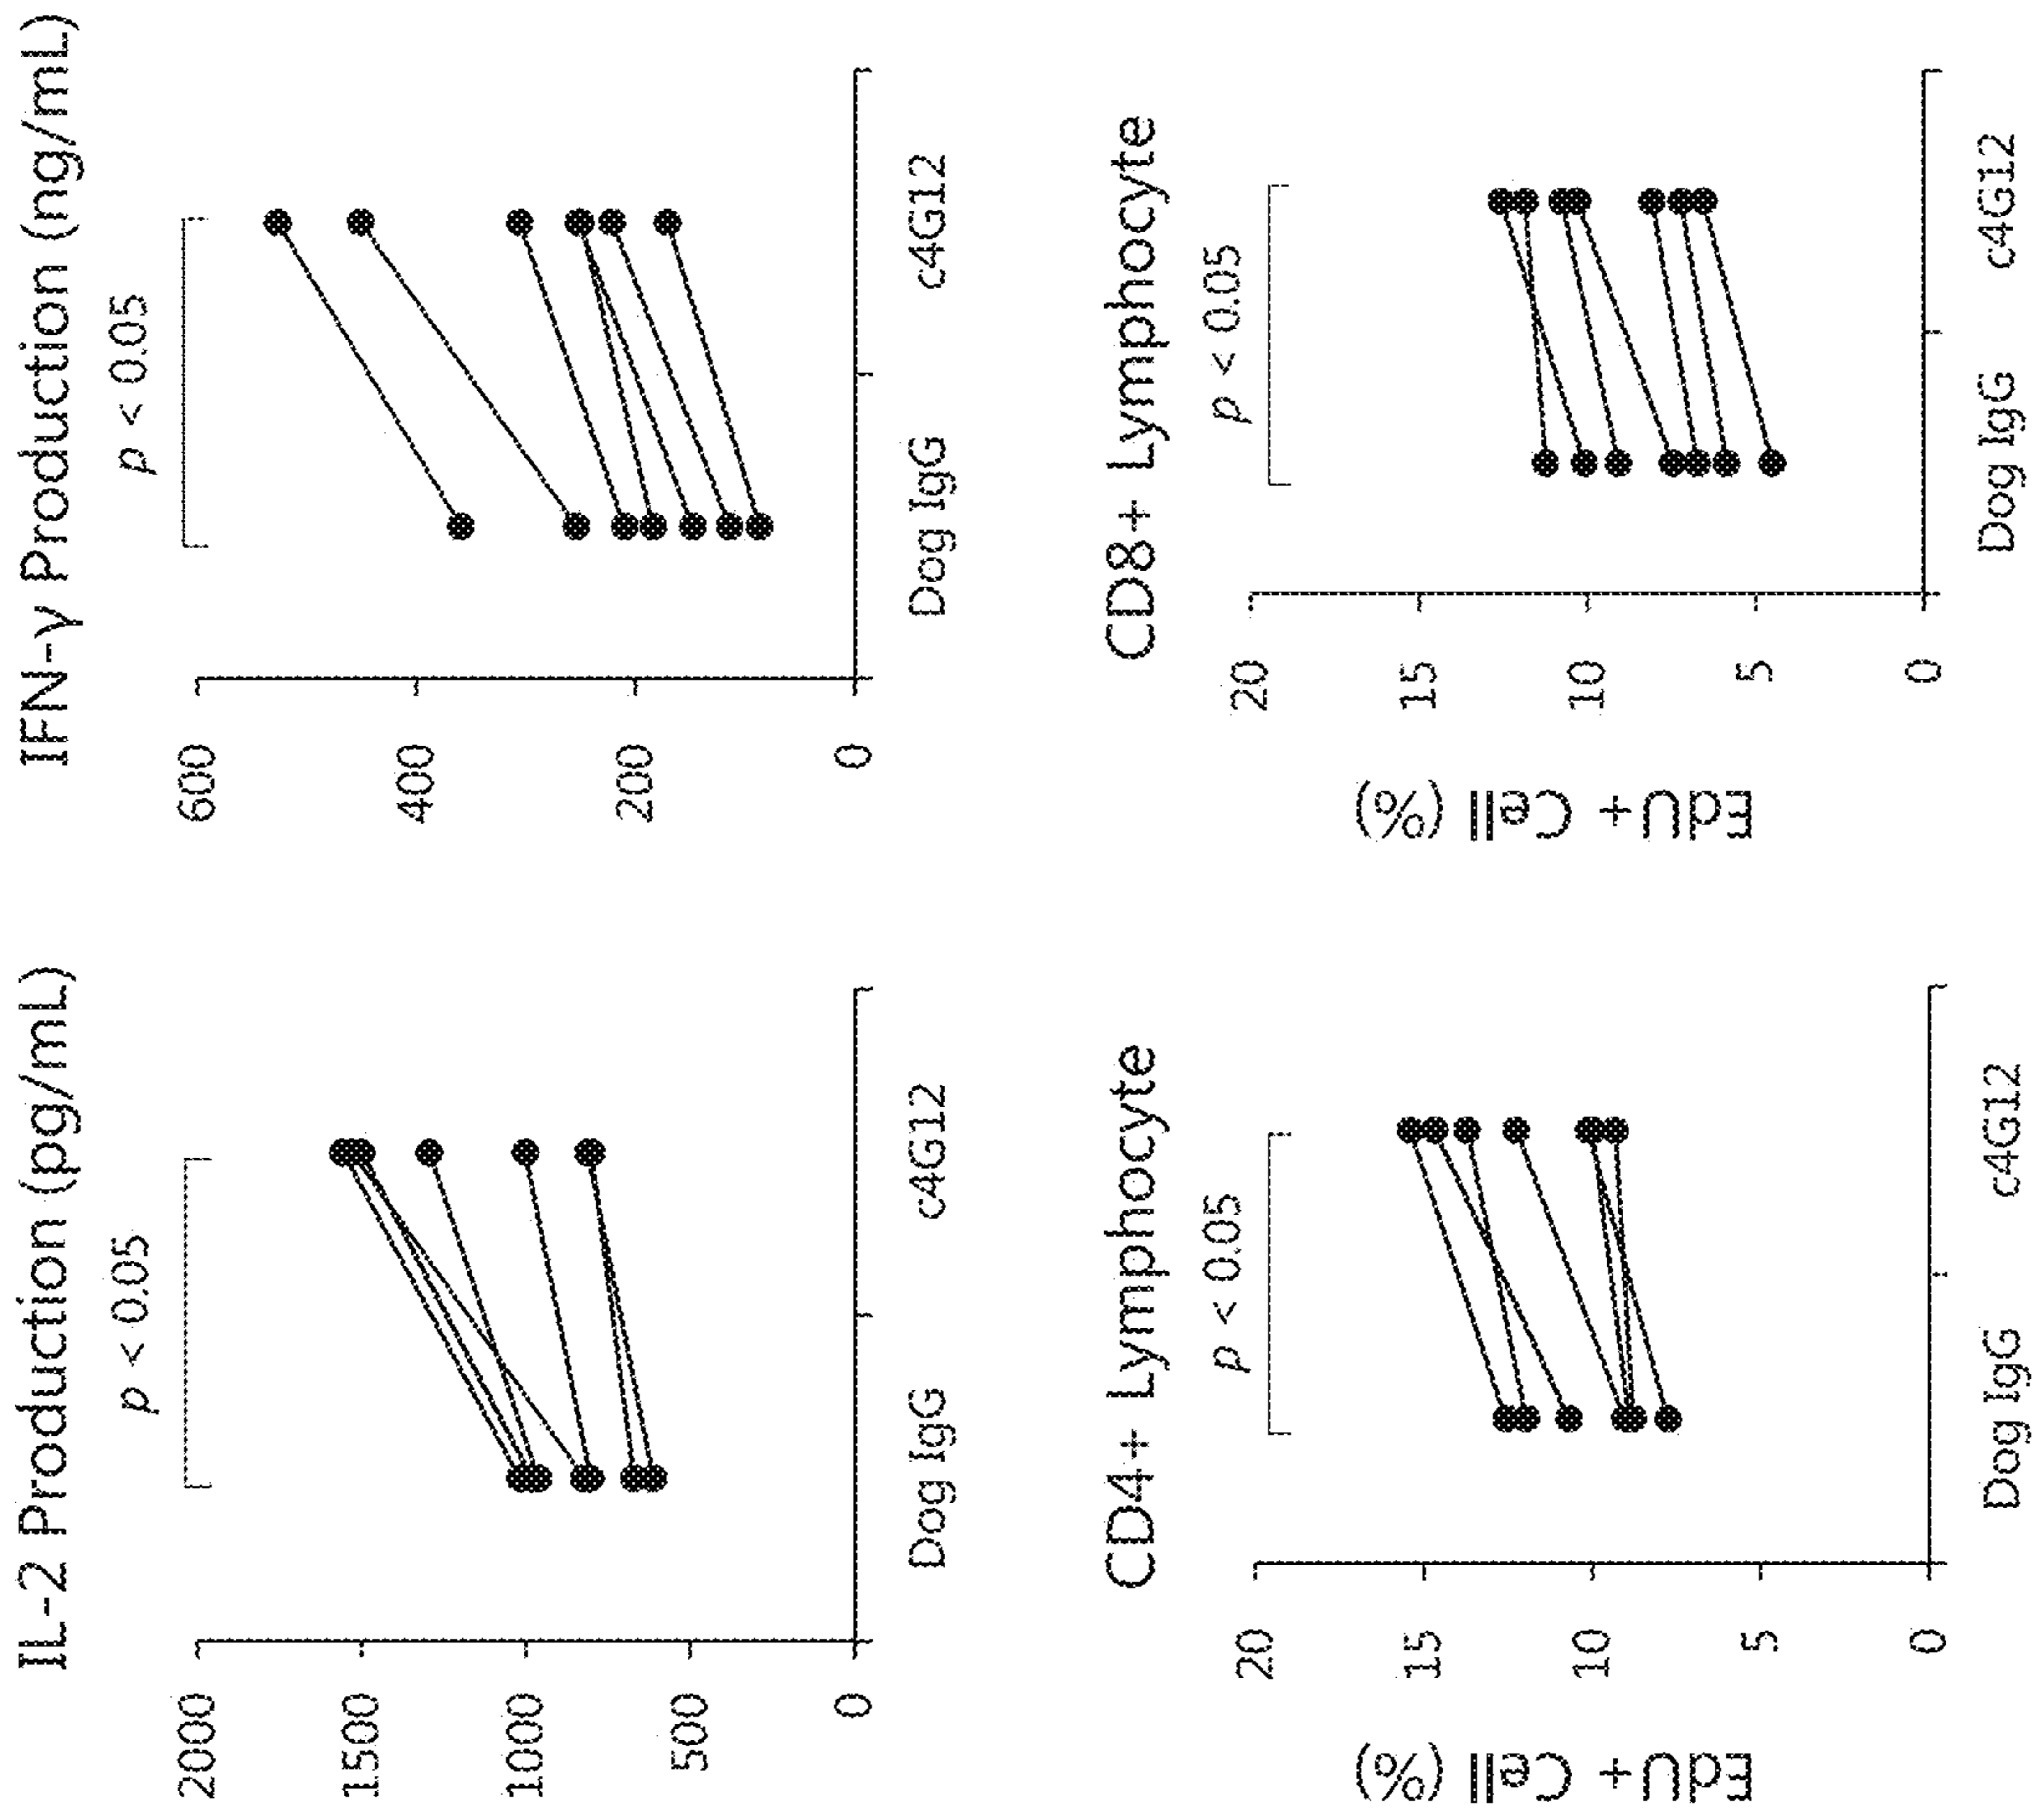 IL-2 Production (pg/mL)
p < 0.05
2000
1500
1000
500
0
Dog IgG c4G12
IFN-γ Production (ng/mL)
p < 0.05
600
400
200
0
Dog IgG c4G12
CD4+ Lymphocyte
p < 0.05
EdU+ Cell (%)
20
15
10
5
0
Dog IgG c4G12
CD8+ Lymphocyte
p < 0.05
EdU+ Cell (%)
20
15
10
5
0
Dog IgG c4G12